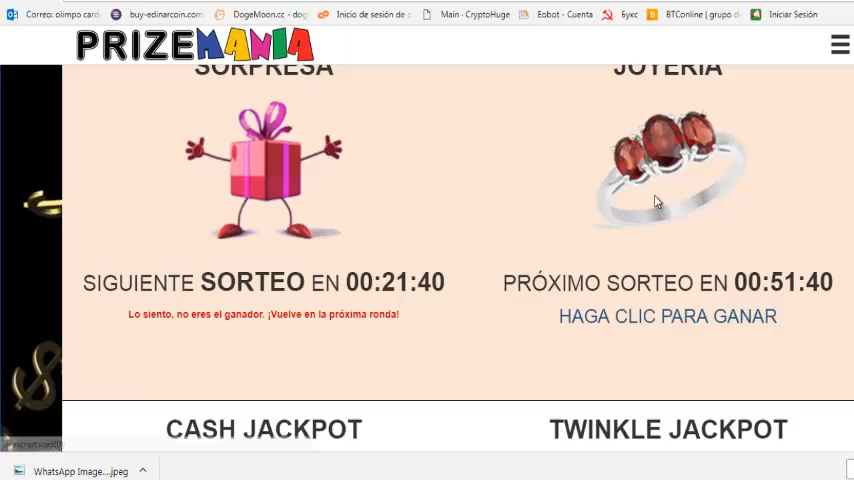 Correo: olimpo card
buy-edinarcoin.com
DogeMoon.cc - dog
Inicio de sesión de c
Main · CryptoHuge
Eobot - Cuenta
Букс
BTConline | grupo d
Iniciar Sesión
PRIZEMANIA
SORPRESA
JOYERIA
SIGUIENTE SORTEO EN 00:21:40
Lo siento, no eres el ganador. ¡Vuelve en la próxima ronda!
PRÓXIMO SORTEO EN 00:51:40
HAGA CLIC PARA GANAR
CASH JACKPOT
TWINKLE JACKPOT
WhatsApp Image....jpeg